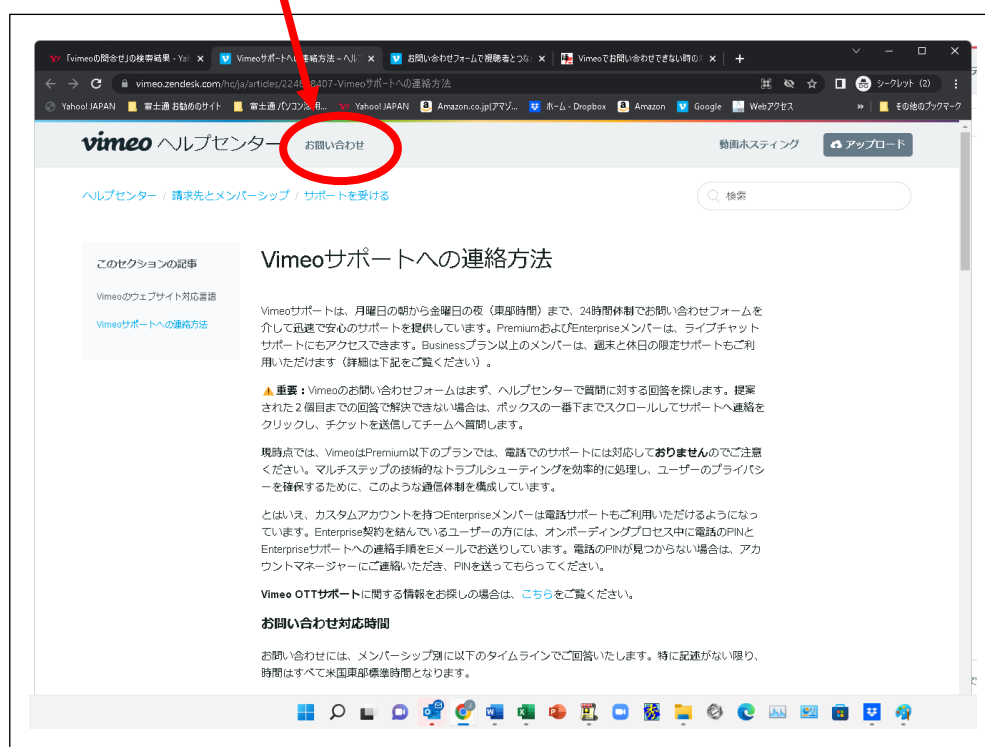 「vimeoの問合せ」の検索結果 - Ya
Vimeoサポートへの連絡方法 – ヘル
お問い合わせフォームで視聴者とつな
Vimeoでお問い合わせできない時の
vimeo.zendesk.com/hc/ja/articles/224 8407-Vimeoサポートへの連絡方法
シークレット (2)
Yahoo! JAPAN
富士通 お勧めのサイト
富士通 パソコン
Yahoo! JAPAN
Amazon.co.jp(アマゾ...
ホーム - Dropbox
Amazon
Google
Webアクセス
»
その他のブックマーク
vimeo ヘルプセンター
お問い合わせ
動画ホスティング
アップロード
ヘルプセンター / 請求先とメンバーシップ / サポートを受ける
検索
このセクションの記事
Vimeoのウェブサイト対応言語
Vimeoサポートへの連絡方法
Vimeoサポートへの連絡方法
Vimeoサポートは、月曜日の朝から金曜日の夜（東部時間）まで、24時間体制でお問い合わせフォームを
介して迅速で安心のサポートを提供しています。PremiumおよびEnterpriseメンバーは、ライブチャット
サポートにもアクセスできます。Businessプラン以上のメンバーは、週末と休日の限定サポートもご利
用いただけます（詳細は下記をご覧ください）。
重要：Vimeoのお問い合わせフォームはまず、ヘルプセンターで質問に対する回答を探します。提案
された２個目までの回答で解決できない場合は、ボックスの一番下までスクロールしてサポートへ連絡を
クリックし、チケットを送信してチームへ質問します。
現時点では、VimeoはPremium以下のプランでは、電話でのサポートには対応しておりませんのでご注意
ください。マルチステップの技術的なトラブルシューティングを効率的に処理し、ユーザーのプライバシ
ーを確保するために、このような通信体制を構成しています。
とはいえ、カスタムアカウントを持つEnterpriseメンバーは電話サポートもご利用いただけるようになっ
ています。Enterprise契約を結んでいるユーザーの方には、オンボーディングプロセス中に電話のPINと
Enterpriseサポートへの連絡手順をEメールでお送りしています。電話のPINが見つからない場合は、アカ
ウントマネージャーにご連絡いただき、PINを送ってもらってください。
Vimeo OTTサポートに関する情報をお探しの場合は、こちらをご覧ください。
お問い合わせ対応時間
お問い合わせには、メンバーシップ別に以下のタイムラインでご回答いたします。特に記述がない限り、
時間はすべて米国東部標準時間となります。